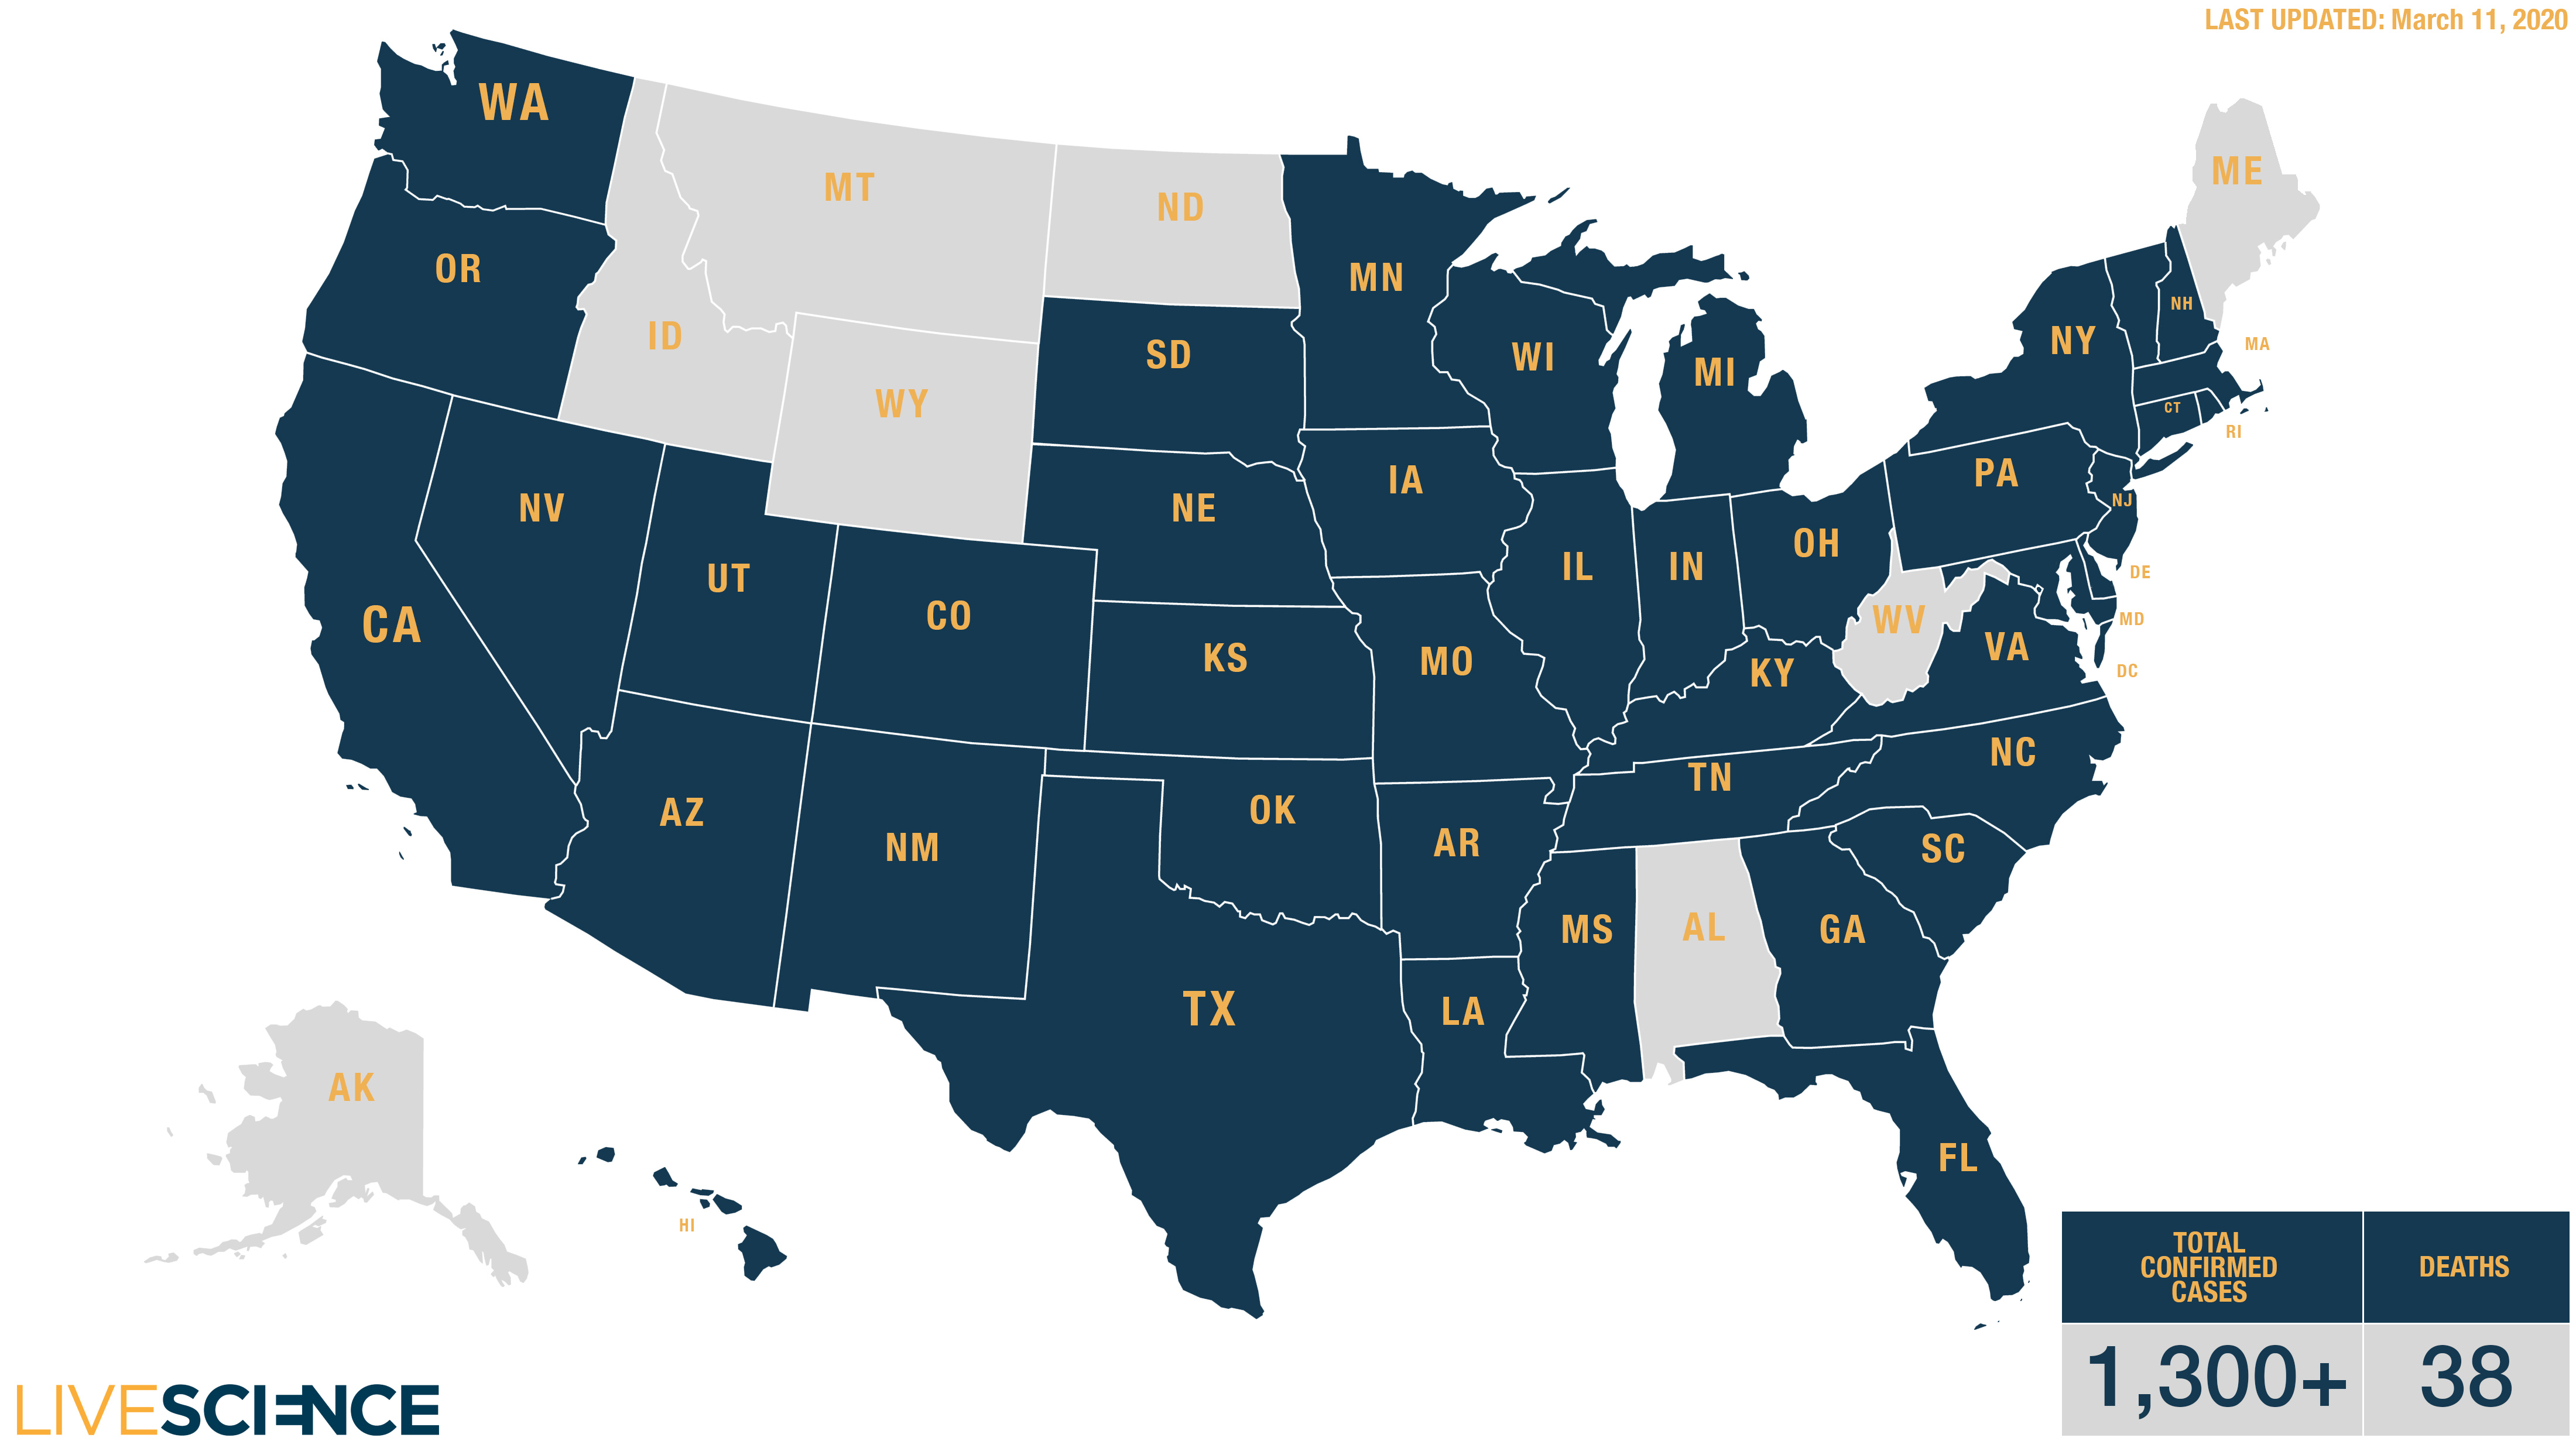 LAST UPDATED: March 11, 2020
WA
MT
ND
ME
OR
MN
ID
SD
WI
MI
NY
NH
MA
WY
CT
RI
NV
NE
IA
PA
NJ
UT
CO
IL
IN
OH
DE
CA
KS
MO
KY
WV
VA
MD
DC
AZ
NM
OK
AR
TN
NC
SC
TX
LA
MS
AL
GA
AK
HI
FL
TOTAL
CONFIRMED
CASES
DEATHS
1,300+
38
LIVESCIENCE